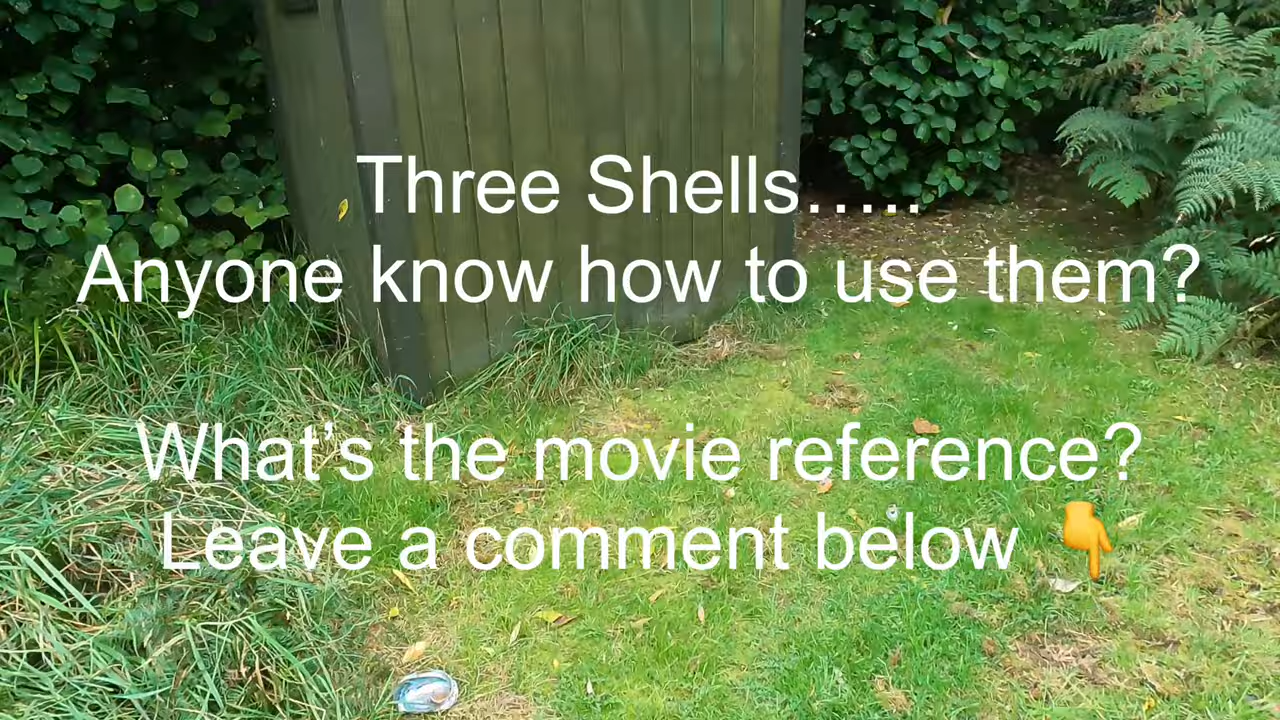 Three Shells…..
Anyone know how to use them?
What’s the movie reference?
Leave a comment below 👇